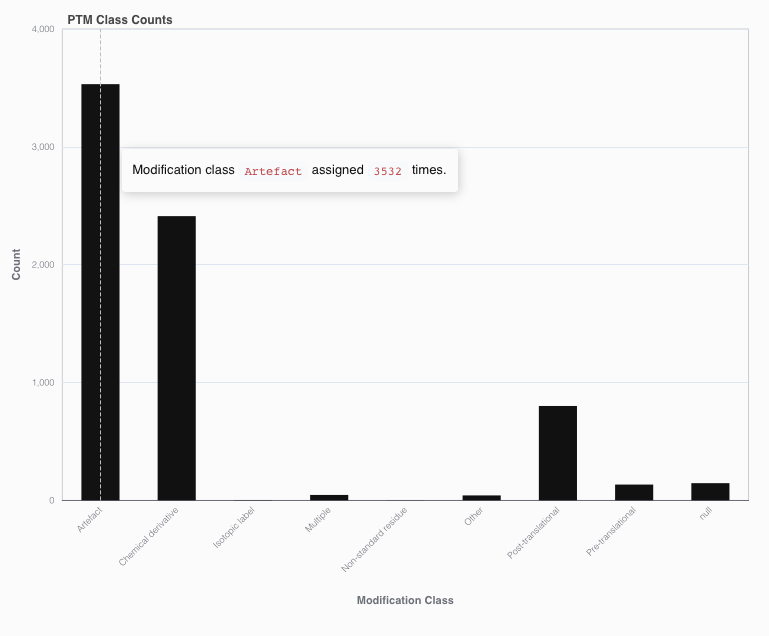 PTM Class Counts
4,000
3,000
2,000
1,000
0
Count
Modification class Artefact assigned 3532 times.
Artefact
Chemical derivative
Isotopic label
Multiple
Non-standard residue
Other
Post-translational
Pre-translational
null
Modification Class